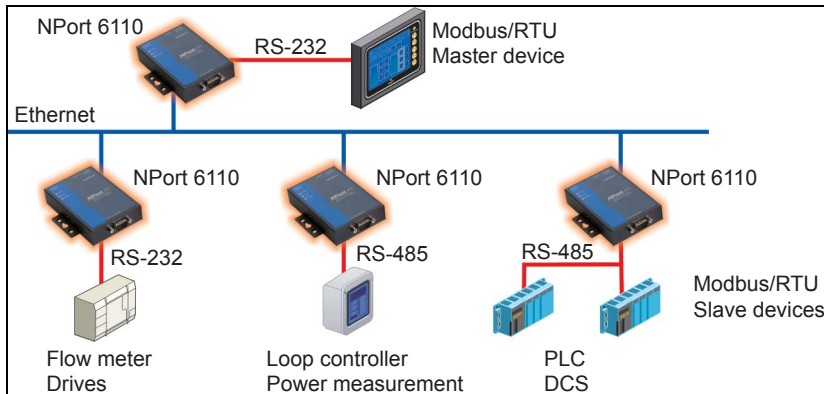 NPort 6110
RS-232
Modbus/RTU
Master device
Ethernet
NPort 6110
NPort 6110
NPort 6110
RS-232
RS-485
RS-485
Modbus/RTU
Slave devices
Flow meter
Drives
Loop controller
Power measurement
PLC
DCS